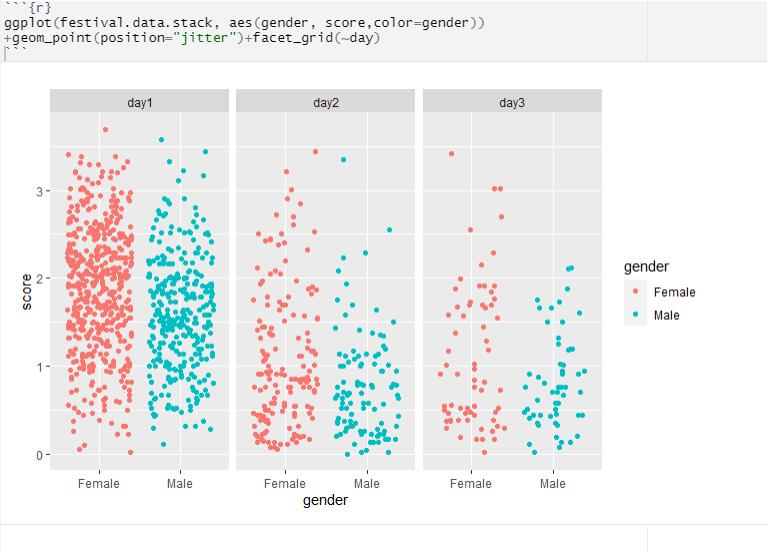 ```{r}
ggplot(festival.data.stack, aes(gender, score,color=gender))
+geom_point(position="jitter")+facet_grid(~day)
```
day1 day2 day3
3
2
1
0
score
Female Male Female Male Female Male
gender
gender
Female
Male